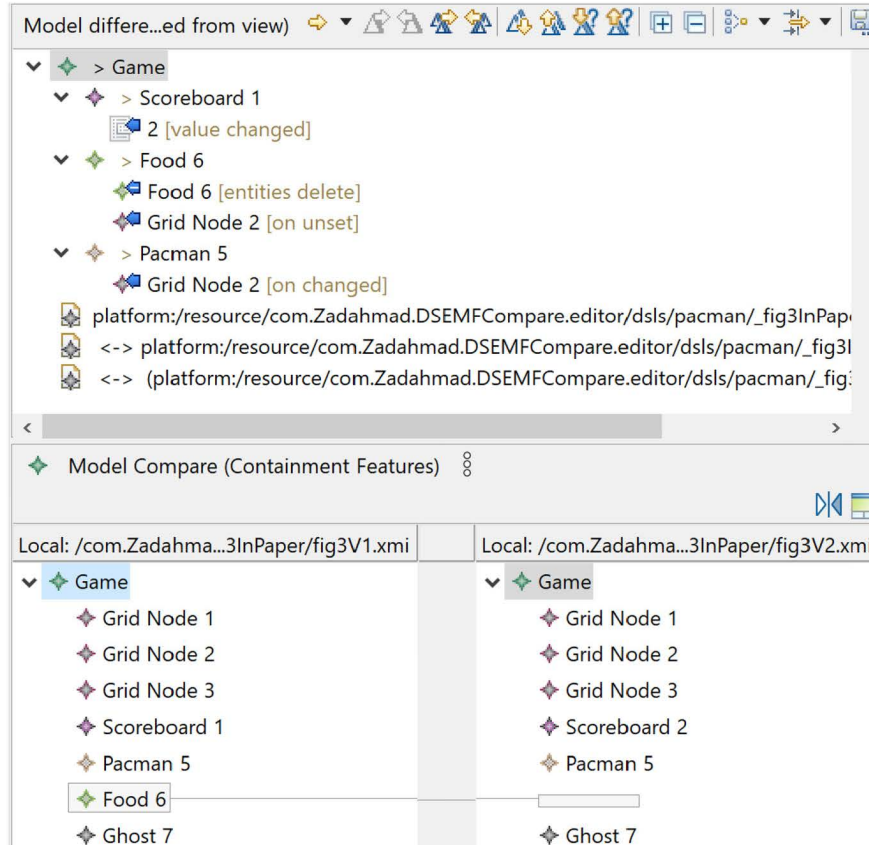 Model differe...ed from view)
> Game
> Scoreboard 1
2 [value changed]
> Food 6
Food 6 [entities delete]
Grid Node 2 [on unset]
> Pacman 5
Grid Node 2 [on changed]
platform:/resource/com.Zadahmad.DSEMFCompare.editor/dsls/pacman/_fig3InPape
<-> platform:/resource/com.Zadahmad.DSEMFCompare.editor/dsls/pacman/_fig3I
<-> (platform:/resource/com.Zadahmad.DSEMFCompare.editor/dsls/pacman/_fig3
Model Compare (Containment Features)
Local: /com.Zadahma...3InPaper/fig3V1.xmi Local: /com.Zadahma...3InPaper/fig3V2.xmi
Game Game
Grid Node 1 Grid Node 1
Grid Node 2 Grid Node 2
Grid Node 3 Grid Node 3
Scoreboard 1 Scoreboard 2
Pacman 5 Pacman 5
Food 6
Ghost 7 Ghost 7